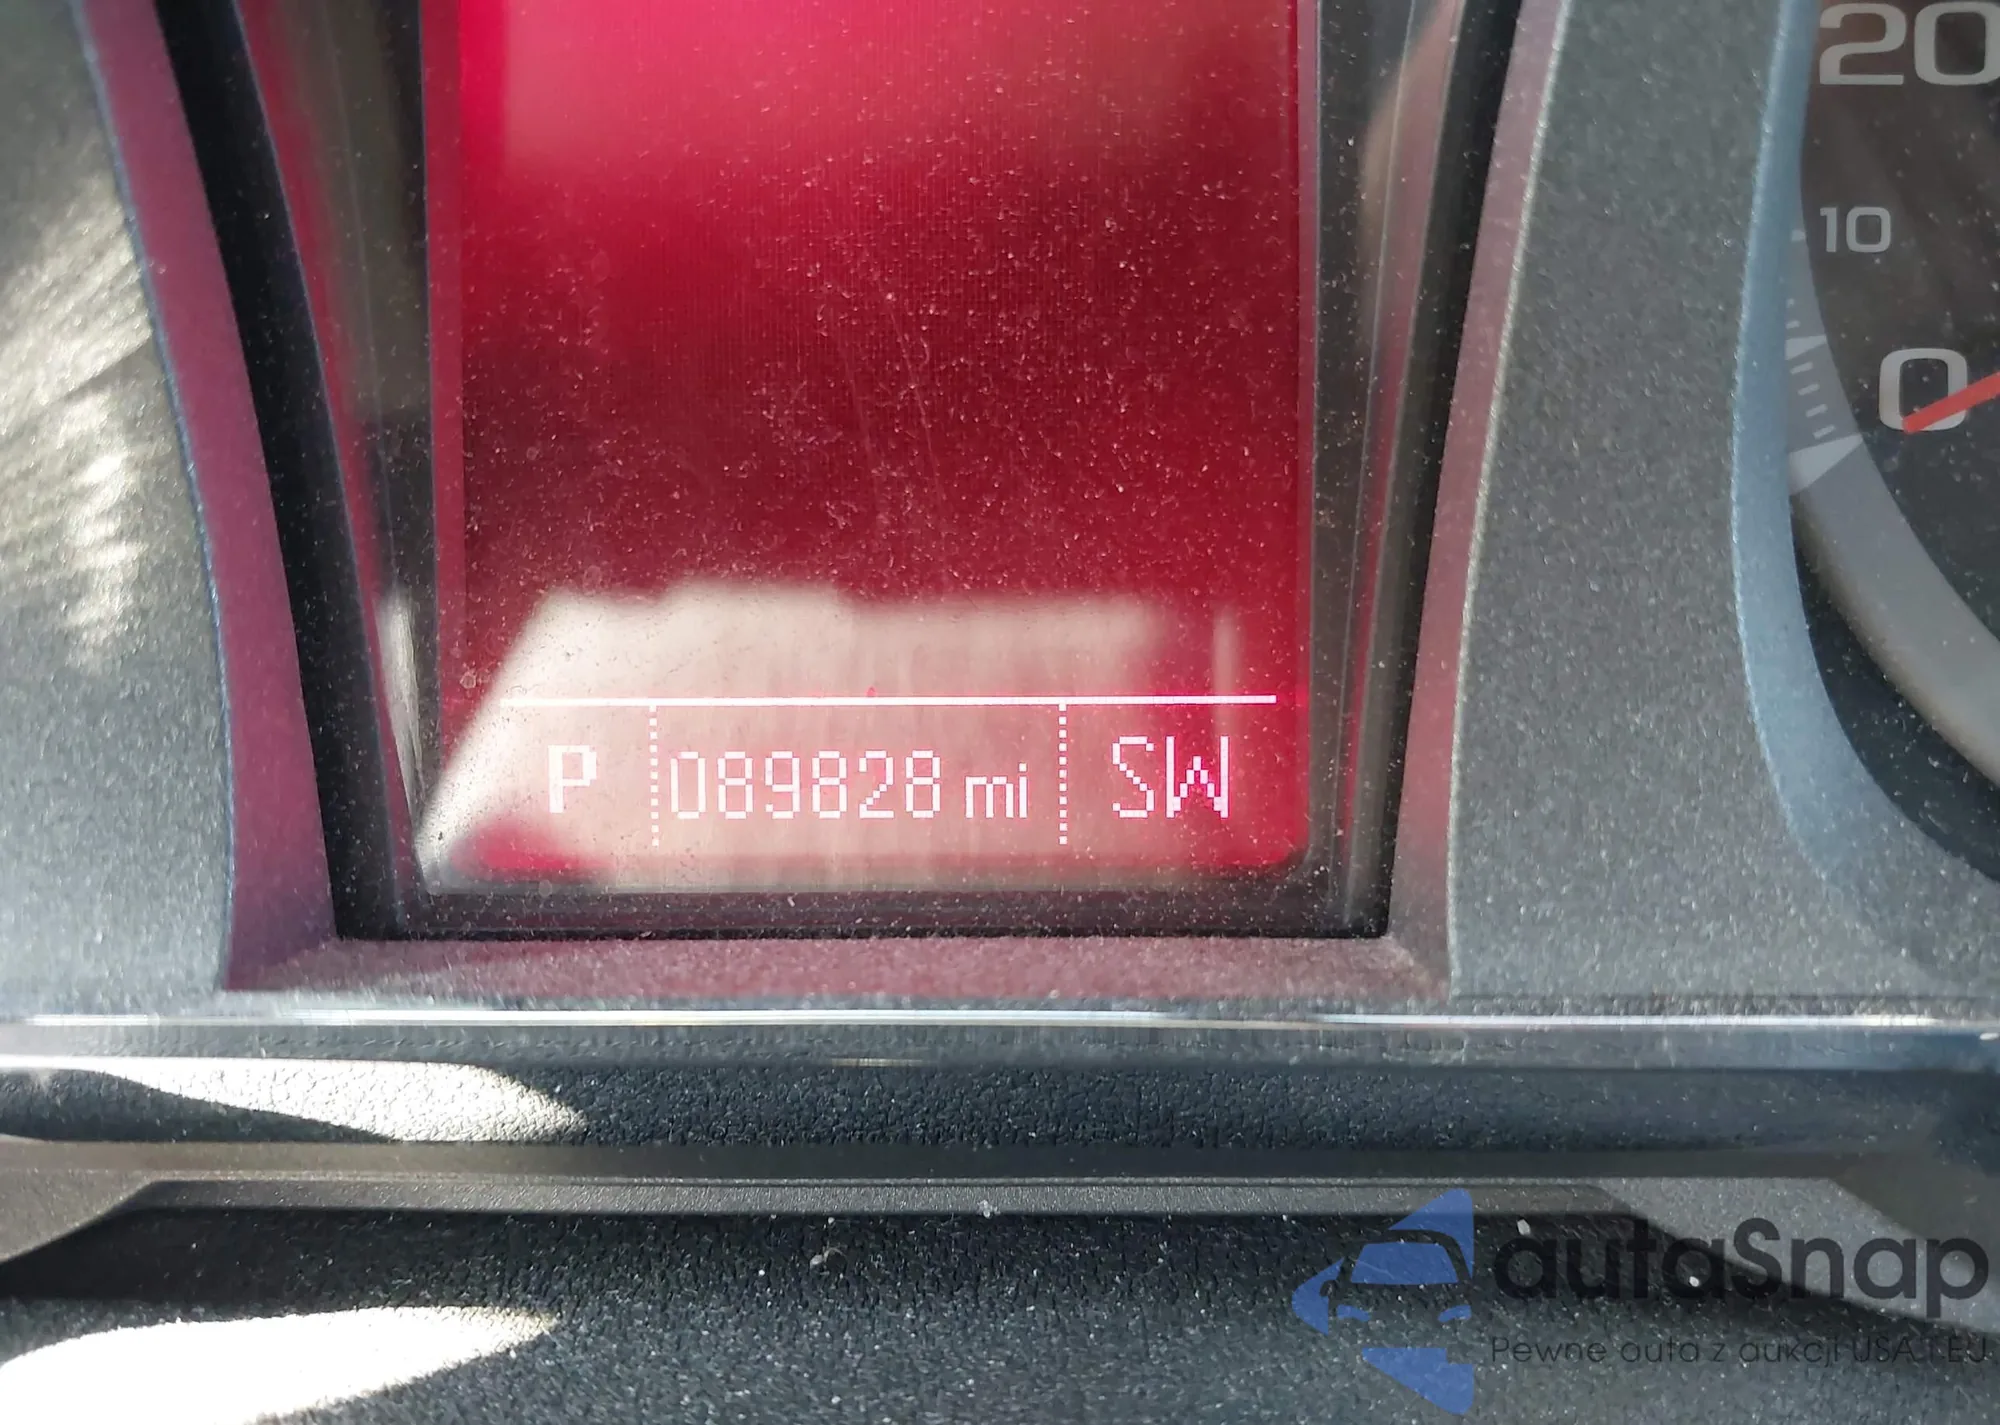 20
10
0
P 089828 mi SW
autaSnap
Pewne auta z aukcji USA i EU